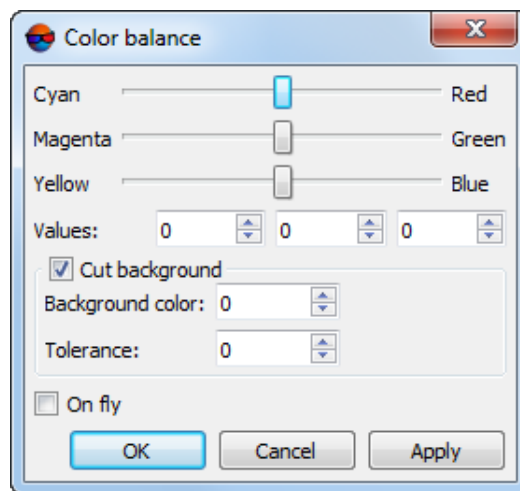 Color balance
Cyan Red
Magenta Green
Yellow Blue
Values: 0 0 0
Cut background
Background color: 0
Tolerance: 0
On fly
OK Cancel Apply